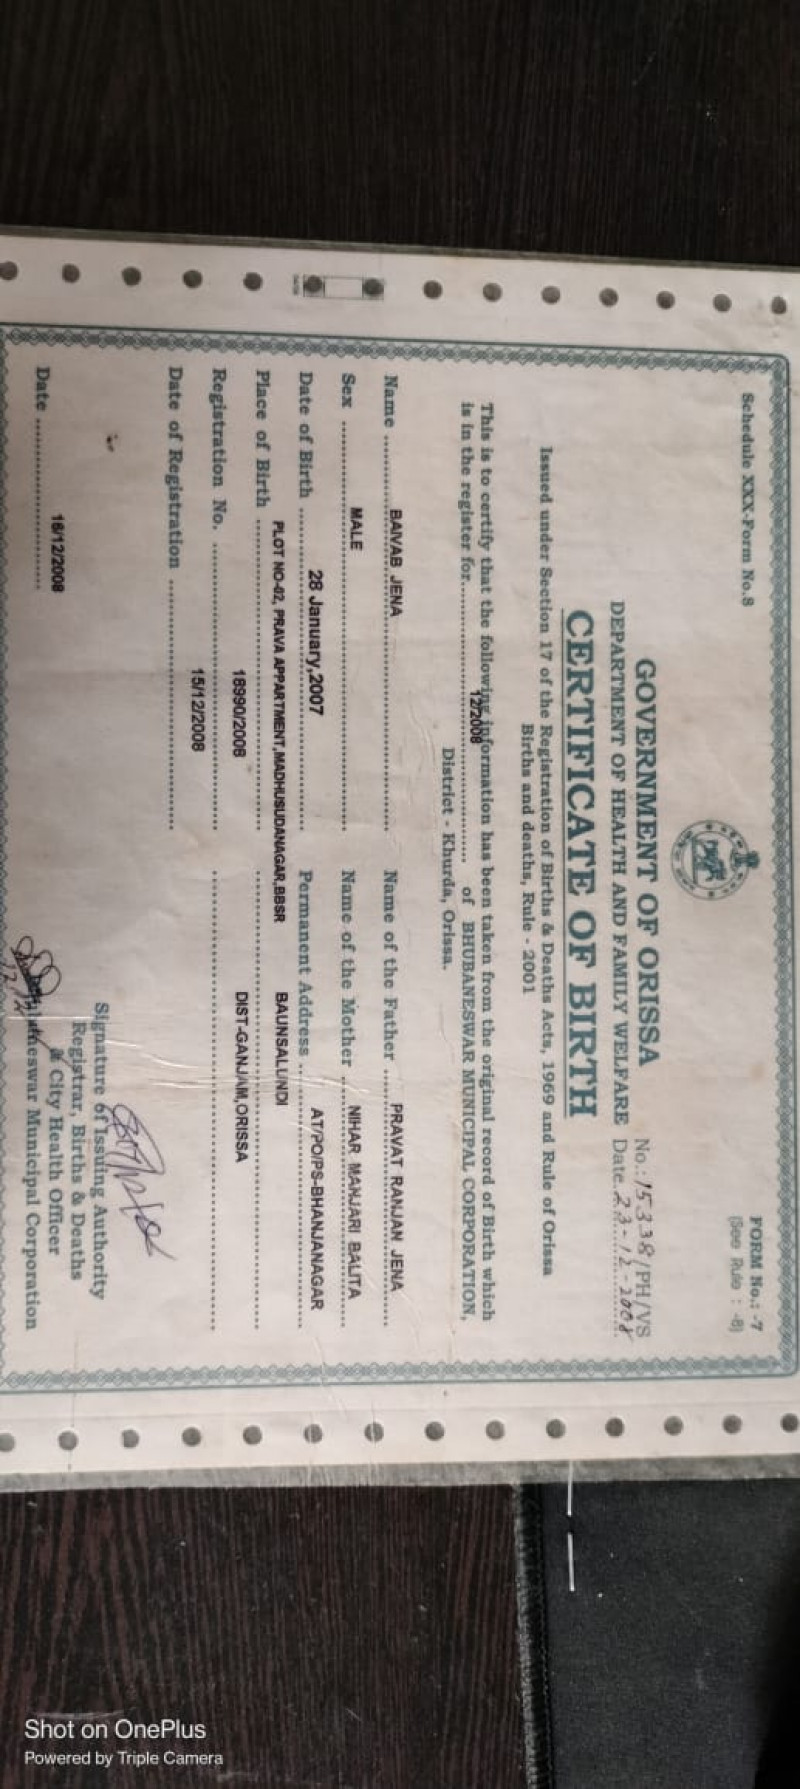 Schedule XXX-Form No.8
FORM No.: -7
(See Rule : -8)
GOVERNMENT OF ORISSA
No.:15338/PH/VS
DEPARTMENT OF HEALTH AND FAMILY WELFARE Date 23-12-2008
CERTIFICATE OF BIRTH
Issued under Section 17 of the Registration of Births & Deaths Acts, 1969 and Rule of Orissa
Births and deaths, Rule - 2001
This is to certify that the following information has been taken from the original record of Birth which
is in the register for 12/2008 of BHUBANESWAR MUNICIPAL CORPORATION,
District - Khurda, Orissa.
Name BAIVAB JENA Name of the Father PRAVAT RANJAN JENA
Sex MALE Name of the Mother NIHAR MANJARI BALITA
Date of Birth 28 January,2007 Permanent Address AT/PO/PS-BHANJANAGAR
Place of Birth PLOT NO-02, PRAVA APPARTMENT,MADHUSUDANAGAR,BBSR BAUNSALUNDI
Registration No. 18990/2008 DIST-GANJAM,ORISSA
Date of Registration 15/12/2008
Signature of Issuing Authority
Registrar, Births & Deaths
& City Health Officer
Municipal Corporation
Date 16/12/2008
Shot on OnePlus
Powered by Triple Camera